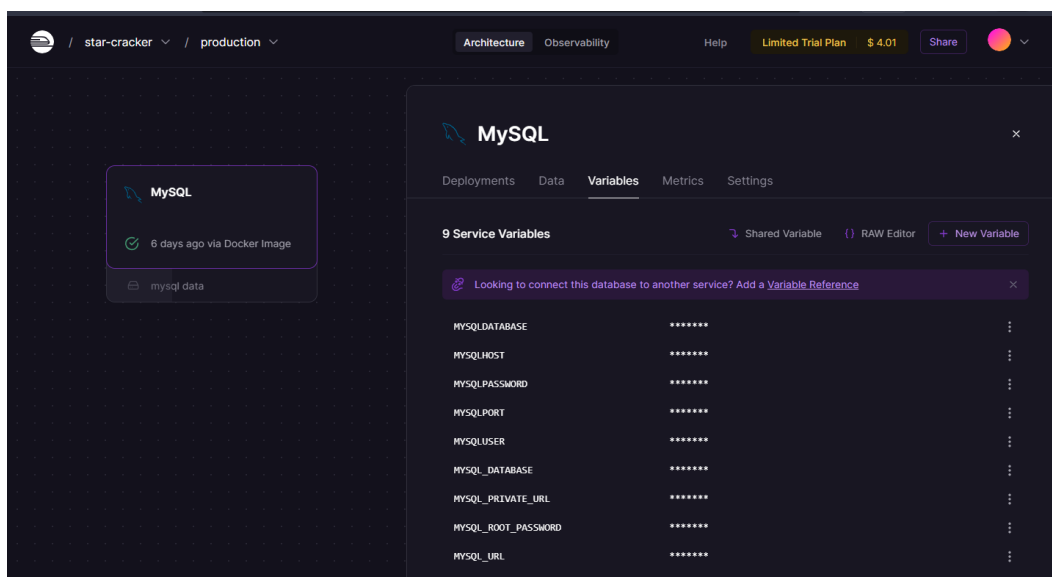 / star-cracker / production
Architecture Observability
Help
Limited Trial Plan $ 4.01
Share
MySQL
6 days ago via Docker Image
mysql data
MySQL
Deployments Data Variables Metrics Settings
9 Service Variables
Shared Variable
{} RAW Editor
+ New Variable
Looking to connect this database to another service? Add a Variable Reference
MYSQLDATABASE *******
MYSQLHOST *******
MYSQLPASSWORD *******
MYSQLPORT *******
MYSQLUSER *******
MYSQL_DATABASE *******
MYSQL_PRIVATE_URL *******
MYSQL_ROOT_PASSWORD *******
MYSQL_URL *******